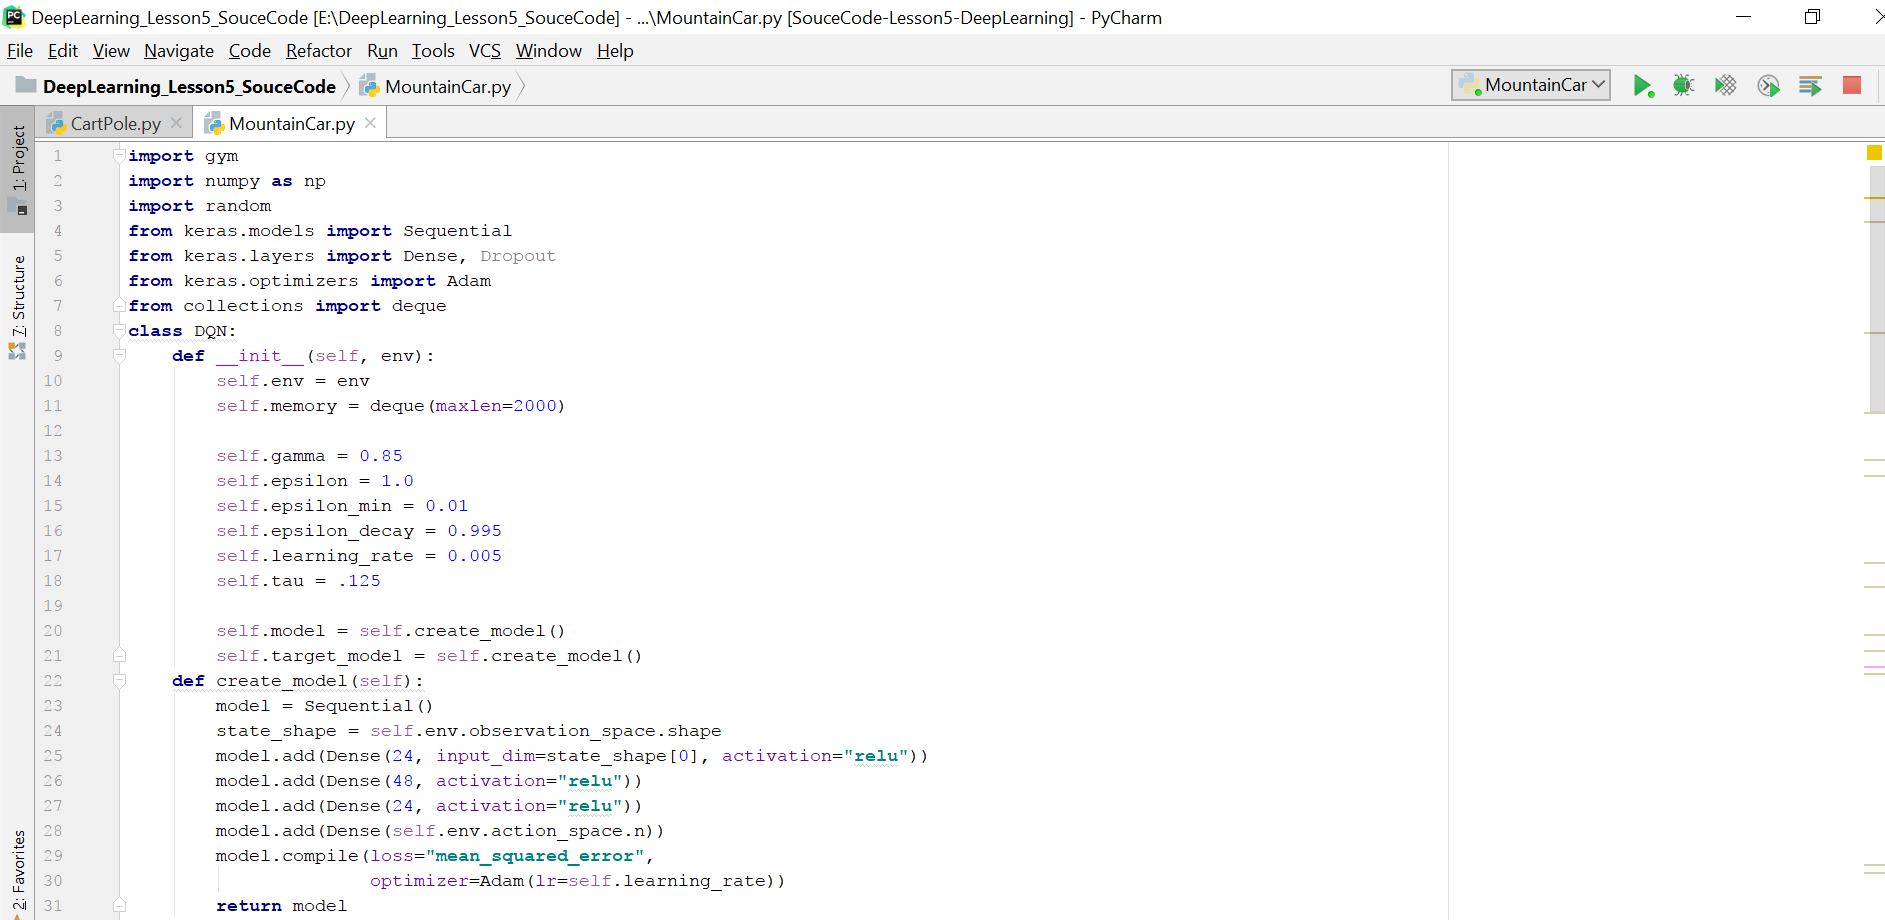 DeepLearning_Lesson5_SouceCode [E:\DeepLearning_Lesson5_SouceCode] - ...\MountainCar.py [SouceCode-Lesson5-DeepLearning] - PyCharm
File Edit View Navigate Code Refactor Run Tools VCS Window Help
DeepLearning_Lesson5_SouceCode MountainCar.py MountainCar
CartPole.py MountainCar.py
1: Project
7: Structure
2: Favorites
1 import gym
2 import numpy as np
3 import random
4 from keras.models import Sequential
5 from keras.layers import Dense, Dropout
6 from keras.optimizers import Adam
7 from collections import deque
8 class DQN:
9     def __init__(self, env):
10         self.env = env
11         self.memory = deque(maxlen=2000)
12
13         self.gamma = 0.85
14         self.epsilon = 1.0
15         self.epsilon_min = 0.01
16         self.epsilon_decay = 0.995
17         self.learning_rate = 0.005
18         self.tau = .125
19
20         self.model = self.create_model()
21         self.target_model = self.create_model()
22     def create_model(self):
23         model = Sequential()
24         state_shape = self.env.observation_space.shape
25         model.add(Dense(24, input_dim=state_shape[0], activation="relu"))
26         model.add(Dense(48, activation="relu"))
27         model.add(Dense(24, activation="relu"))
28         model.add(Dense(self.env.action_space.n))
29         model.compile(loss="mean_squared_error",
30                       optimizer=Adam(lr=self.learning_rate))
31         return model